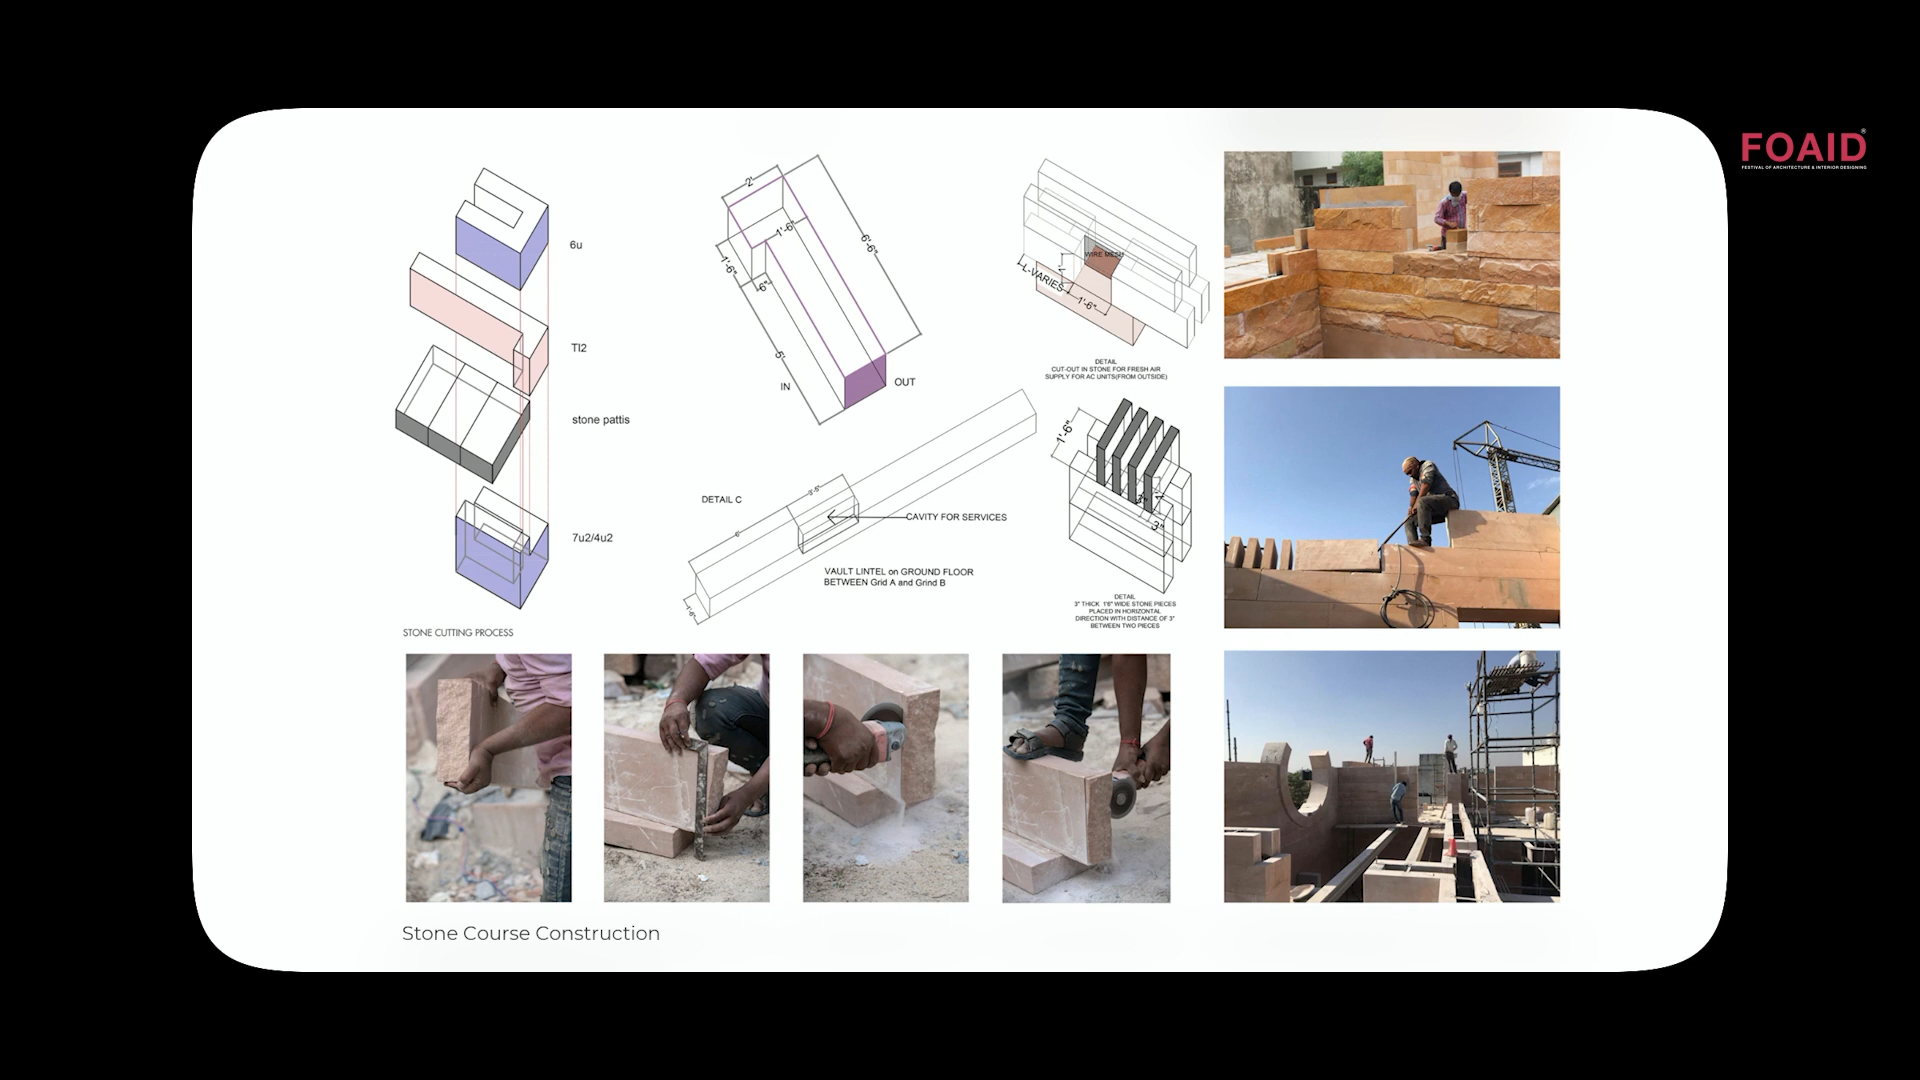 FOAID®
FESTIVAL OF ARCHITECTURE & INTERIOR DESIGNING
6u
TI2
stone pattis
7u2/4u2
STONE CUTTING PROCESS
2'
1'-6"
1'-6"
6"
6'-6"
5'
IN
OUT
WIRE MESH
1'
L-VARIES
1'-6"
DETAIL
CUT-OUT IN STONE FOR FRESH AIR
SUPPLY FOR AC UNITS(FROM OUTSIDE)
DETAIL C
CAVITY FOR SERVICES
1'-6"
VAULT LINTEL on GROUND FLOOR
BETWEEN Grid A and Grind B
1'-6"
3"
3"
DETAIL
3" THICK 1'6" WIDE STONE PIECES
PLACED IN HORIZONTAL
DIRECTION WITH DISTANCE OF 3"
BETWEEN TWO PIECES
Stone Course Construction